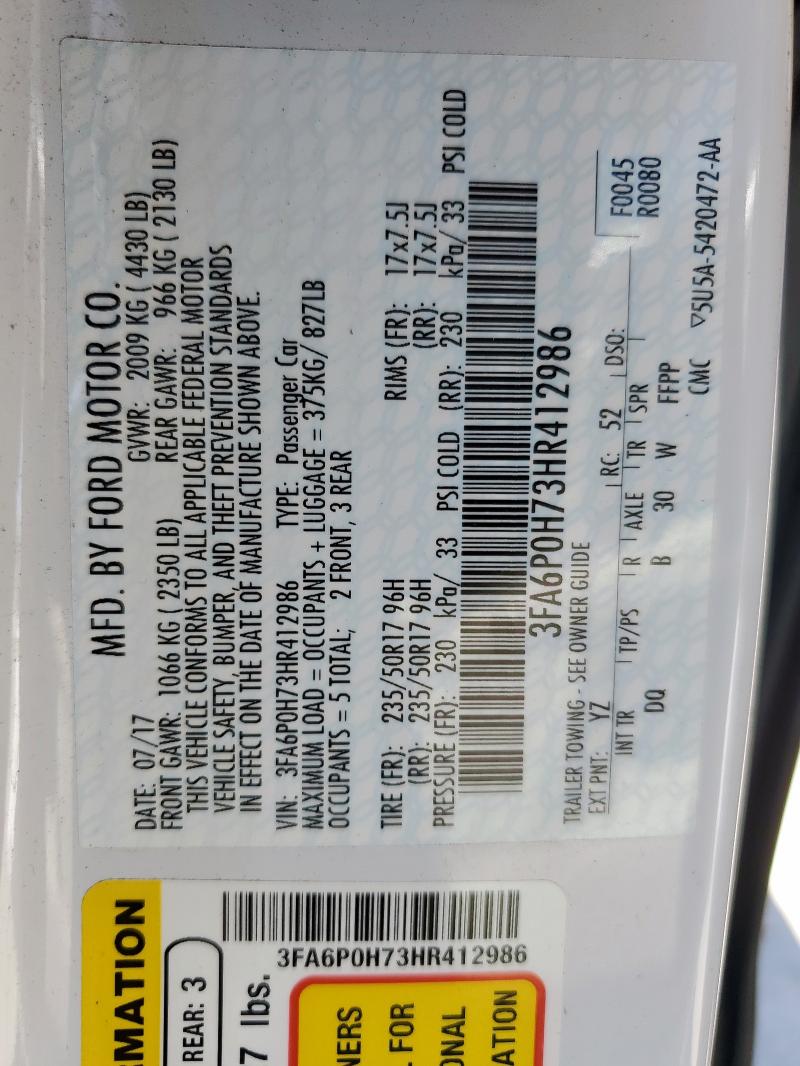 MFD. BY FORD MOTOR CO.
DATE: 07/17 GVWR: 2009 KG ( 4430 LB)
FRONT GAWR: 1066 KG ( 2350 LB) REAR GAWR: 966 KG ( 2130 LB)
THIS VEHICLE CONFORMS TO ALL APPLICABLE FEDERAL MOTOR
VEHICLE SAFETY, BUMPER, AND THEFT PREVENTION STANDARDS
IN EFFECT ON THE DATE OF MANUFACTURE SHOWN ABOVE.
VIN: 3FA6P0H73HR412986 TYPE: Passenger Car
MAXIMUM LOAD = OCCUPANTS + LUGGAGE = 375KG/ 827LB
OCCUPANTS = 5 TOTAL; 2 FRONT, 3 REAR
TIRE (FR): 235/50R17 96H RIMS (FR): 17x7.5J
(RR): 235/50R17 96H (RR): 17x7.5J
PRESSURE (FR): 230 kPa/ 33 PSI COLD (RR): 230 kPa/ 33 PSI COLD
3FA6P0H73HR412986
TRAILER TOWING - SEE OWNER GUIDE
EXT PNT: YZ RC: 52 DSO: F0045
R0080
INT TR TP/PS R AXLE TR SPR
DQ B 30 W FFPP
CMC ▽5U5A-5420472-AA
RMATION
REAR: 3
3FA6P0H73HR412986
7 lbs.
NERS
L FOR
ONAL
ATION